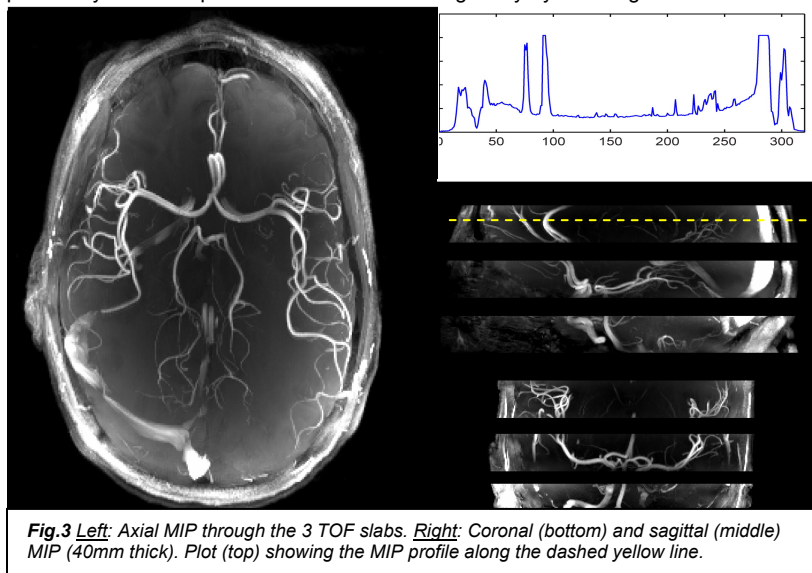 50 100 150 200 250 300
Fig.3 Left: Axial MIP through the 3 TOF slabs. Right: Coronal (bottom) and sagittal (middle)
MIP (40mm thick). Plot (top) showing the MIP profile along the dashed yellow line.